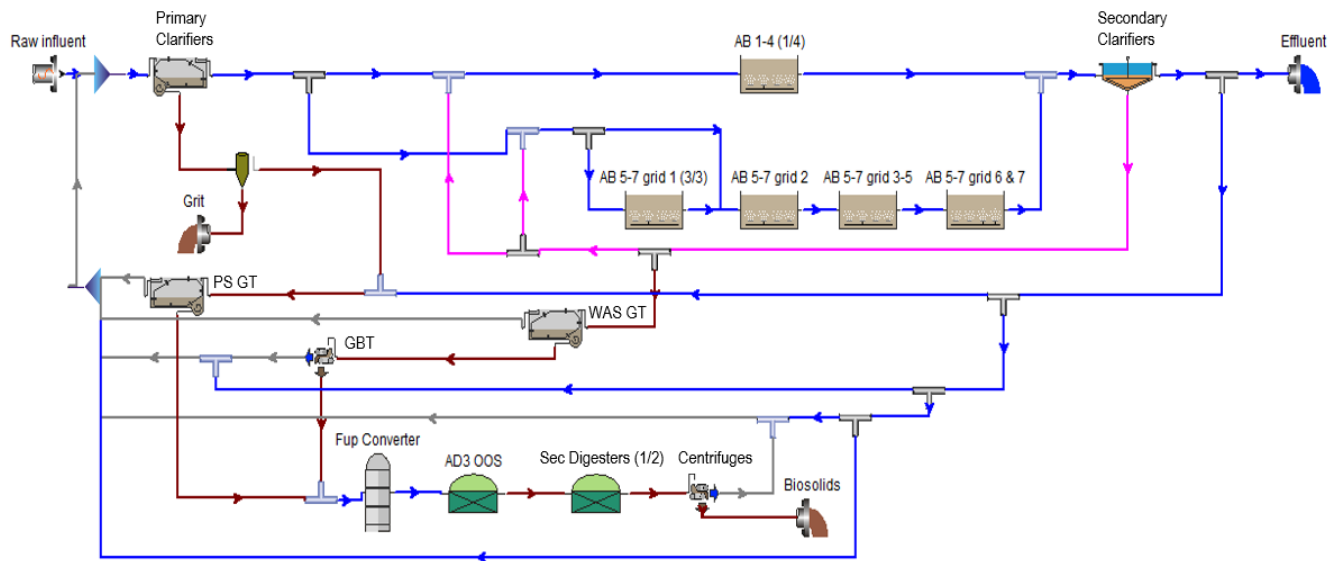 Primary
Clarifiers
Secondary
Clarifiers
Raw influent
AB 1-4 (1/4)
Effluent
AB 5-7 grid 1 (3/3)
AB 5-7 grid 2
AB 5-7 grid 3-5
AB 5-7 grid 6 & 7
Grit
PS GT
WAS GT
GBT
Fup Converter
AD3 OOS
Sec Digesters (1/2)
Centrifuges
Biosolids